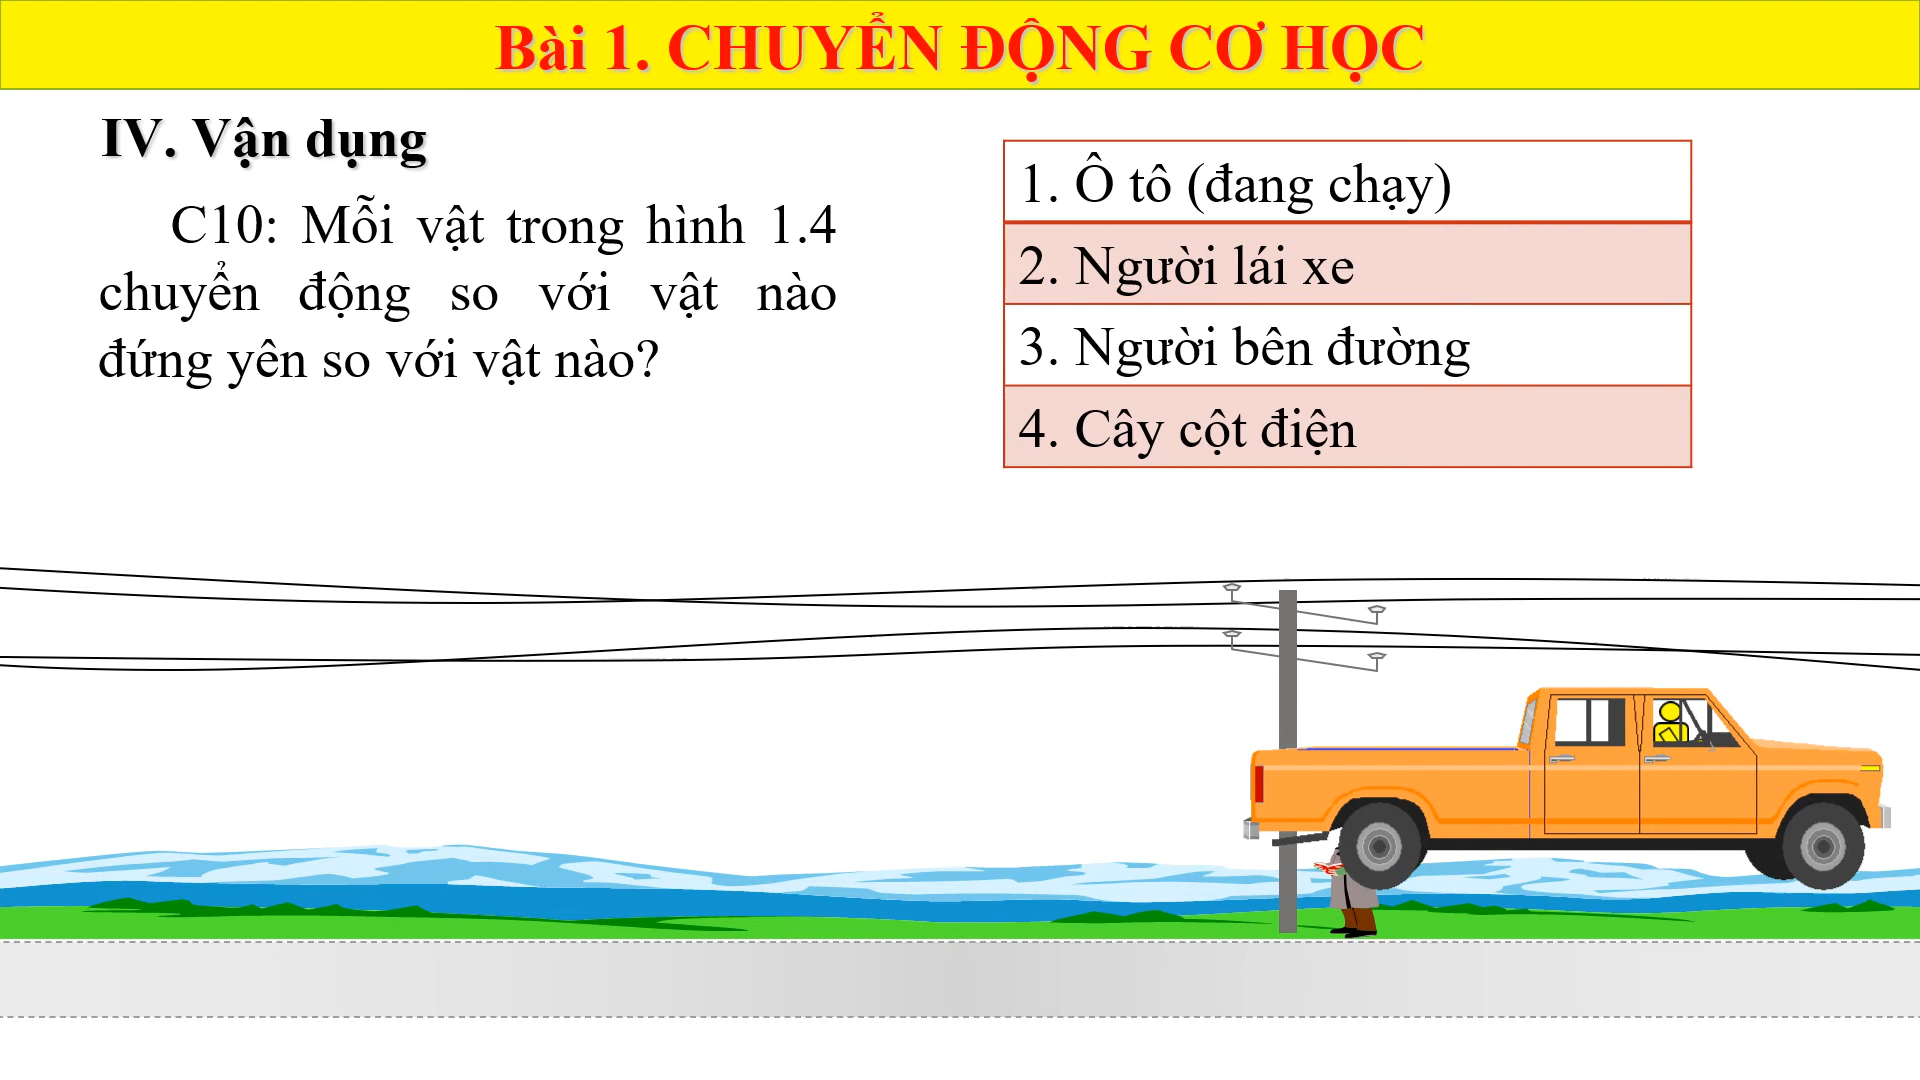 Bài 1. CHUYỂN ĐỘNG CƠ HỌC
IV. Vận dụng
C10: Mỗi vật trong hình 1.4
chuyển động so với vật nào
đứng yên so với vật nào?
1. Ô tô (đang chạy)
2. Người lái xe
3. Người bên đường
4. Cây cột điện